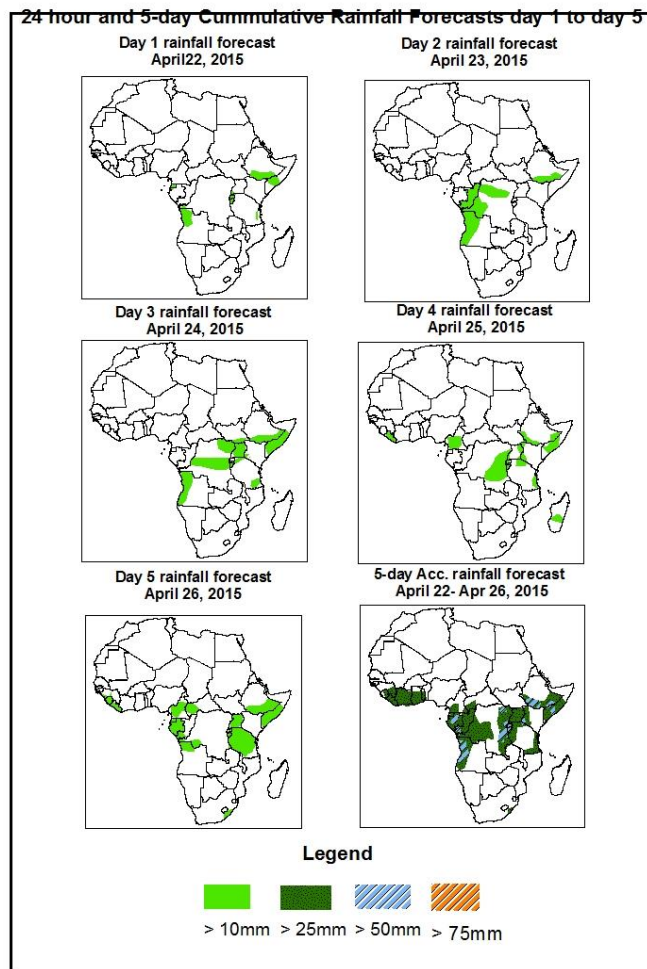 24 hour and 5-day Cummulative Rainfall Forecasts day 1 to day 5
Day 1 rainfall forecast
April22, 2015
Day 2 rainfall forecast
April 23, 2015
Day 3 rainfall forecast
April 24, 2015
Day 4 rainfall forecast
April 25, 2015
Day 5 rainfall forecast
April 26, 2015
5-day Acc. rainfall forecast
April 22- Apr 26, 2015
Legend
> 10mm > 25mm > 50mm > 75mm